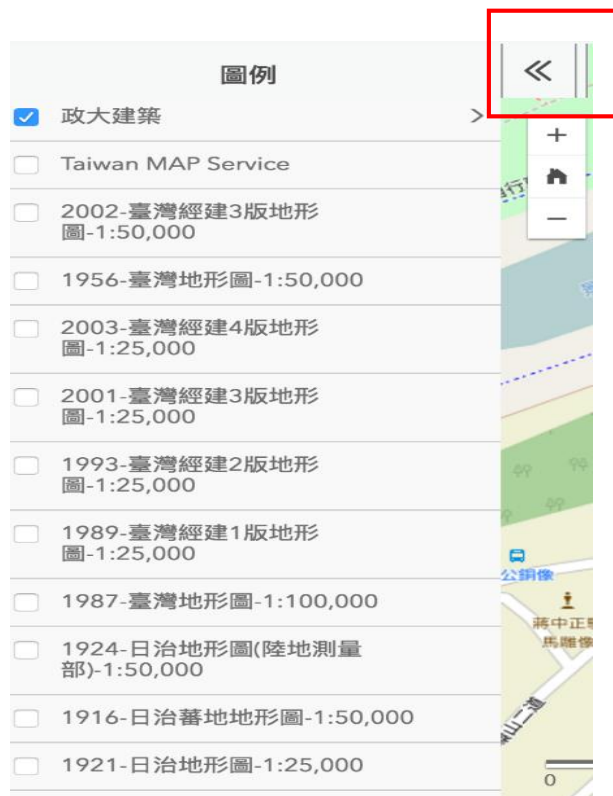 圖例
≪
政大建築 >
+
−
Taiwan MAP Service
2002-臺灣經建3版地形
圖-1:50,000
1956-臺灣地形圖-1:50,000
2003-臺灣經建4版地形
圖-1:25,000
2001-臺灣經建3版地形
圖-1:25,000
1993-臺灣經建2版地形
圖-1:25,000
1989-臺灣經建1版地形
圖-1:25,000
1987-臺灣地形圖-1:100,000
1924-日治地形圖(陸地測量
部)-1:50,000
1916-日治蕃地地形圖-1:50,000
1921-日治地形圖-1:25,000
公銅像
蔣中正
馬雕像
山二道
0